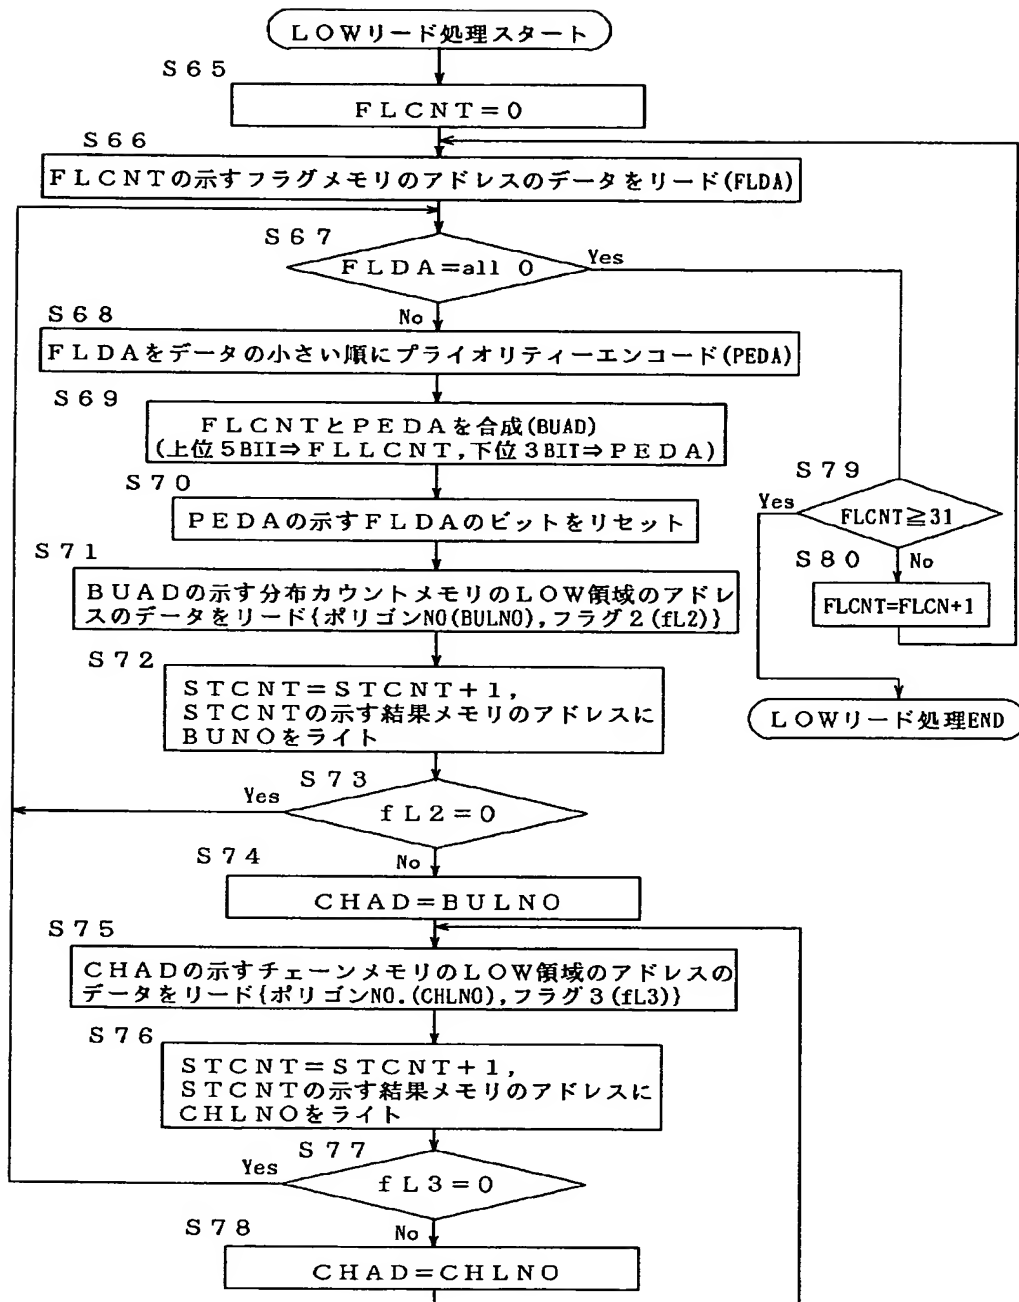 LOWリード処理スタート
S65
FLCNT=0
S66
FLCNTの示すフラグメモリのアドレスのデータをリード(FLDA)
S67
FLDA=all 0
Yes
No
S68
FLDAをデータの小さい順にプライオリティーエンコード(PEDA)
S69
FLCNTとPEDAを合成(BUAD)
(上位5BII⇒FLLCNT,下位3BIT⇒PEDA)
S70
PEDAの示すFLDAのビットをリセット
S71
BUADの示す分布カウントメモリのLOW領域のアドレ
スのデータをリード{ポリゴンNO(BULNO),フラグ2(fL2)}
S72
STCNT=STCNT+1,
STCNTの示す結果メモリのアドレスに
BUNOをライト
S73
fL2=0
Yes
No
S74
CHAD=BULNO
S75
CHADの示すチェーンメモリのLOW領域のアドレスの
データをリード{ポリゴンNO.(CHLNO),フラグ3(fL3)}
S76
STCNT=STCNT+1,
STCNTの示す結果メモリのアドレスに
CHLNOをライト
S77
fL3=0
Yes
No
S78
CHAD=CHLNO
S79
FLCNT≧31
Yes
No
S80
FLCNT=FLCN+1
LOWリード処理END